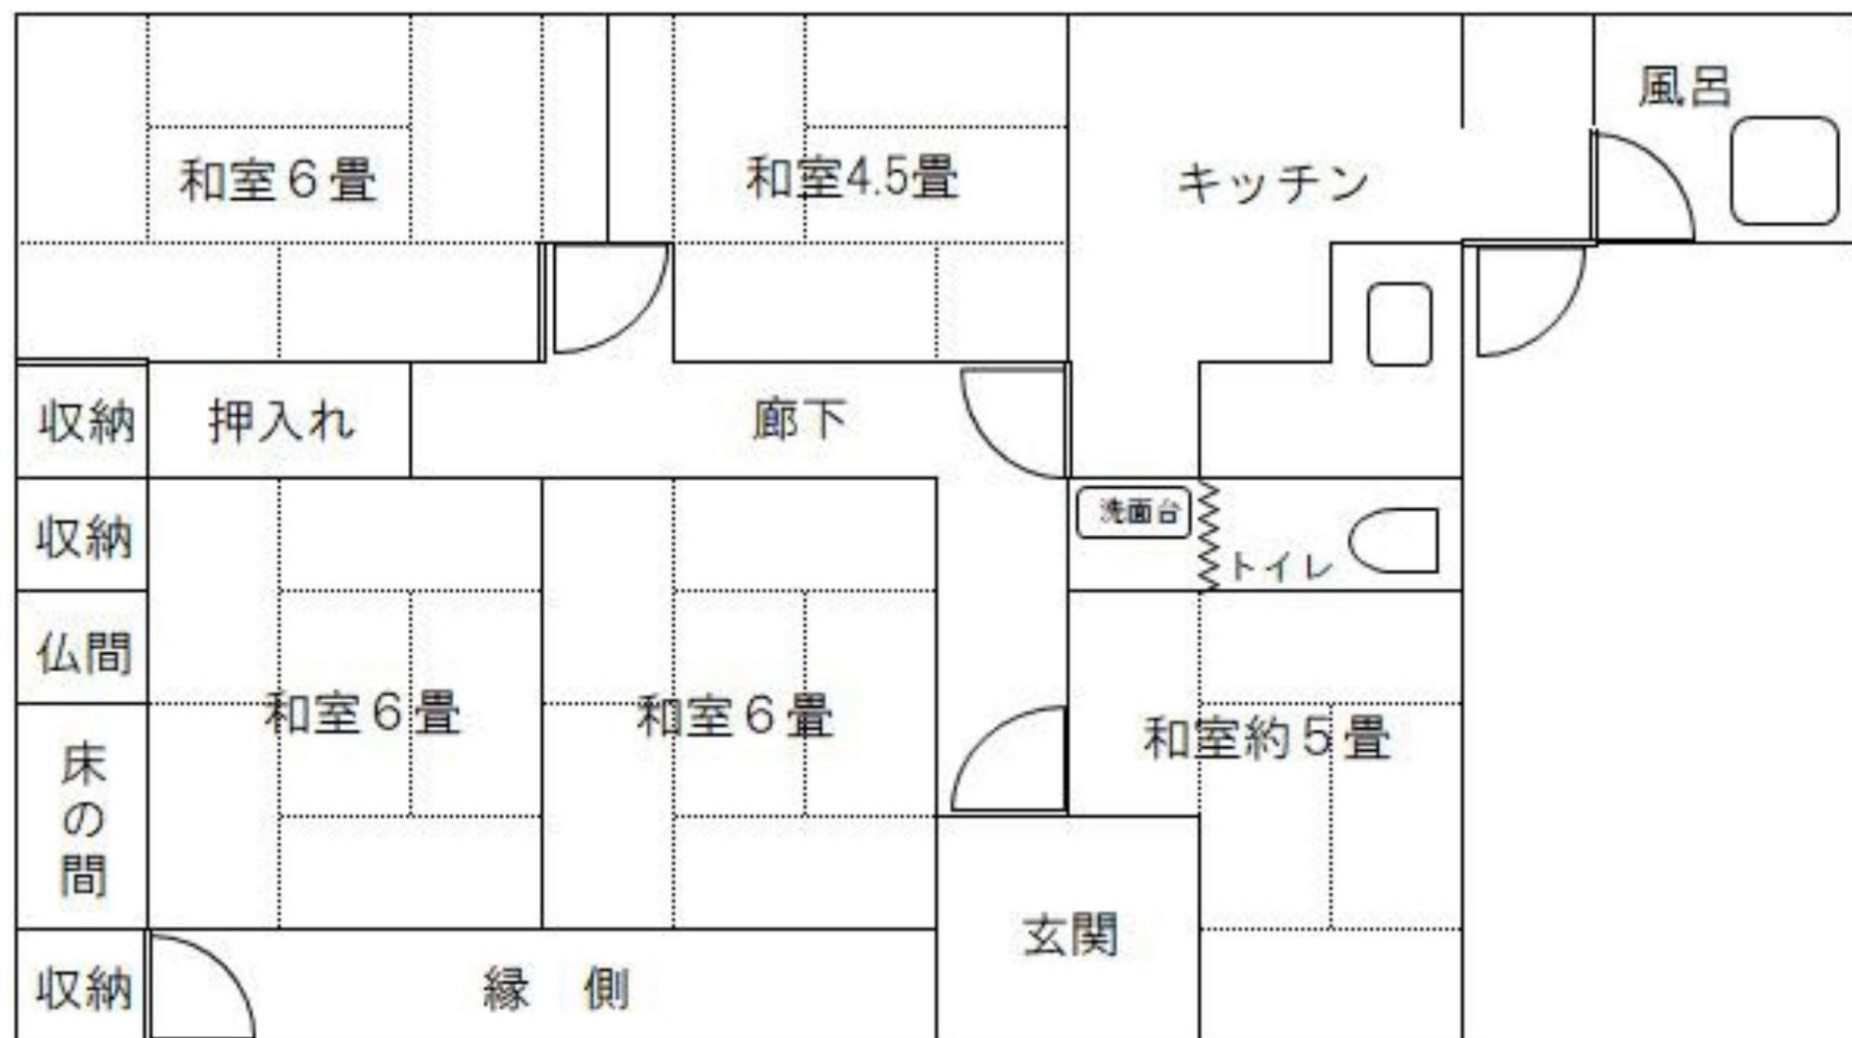 風呂
和室６畳
和室4.5畳
キッチン
収納
押入れ
廊下
収納
洗面台
トイレ
仏間
和室６畳
和室６畳
和室約５畳
床の間
玄関
収納
縁 側